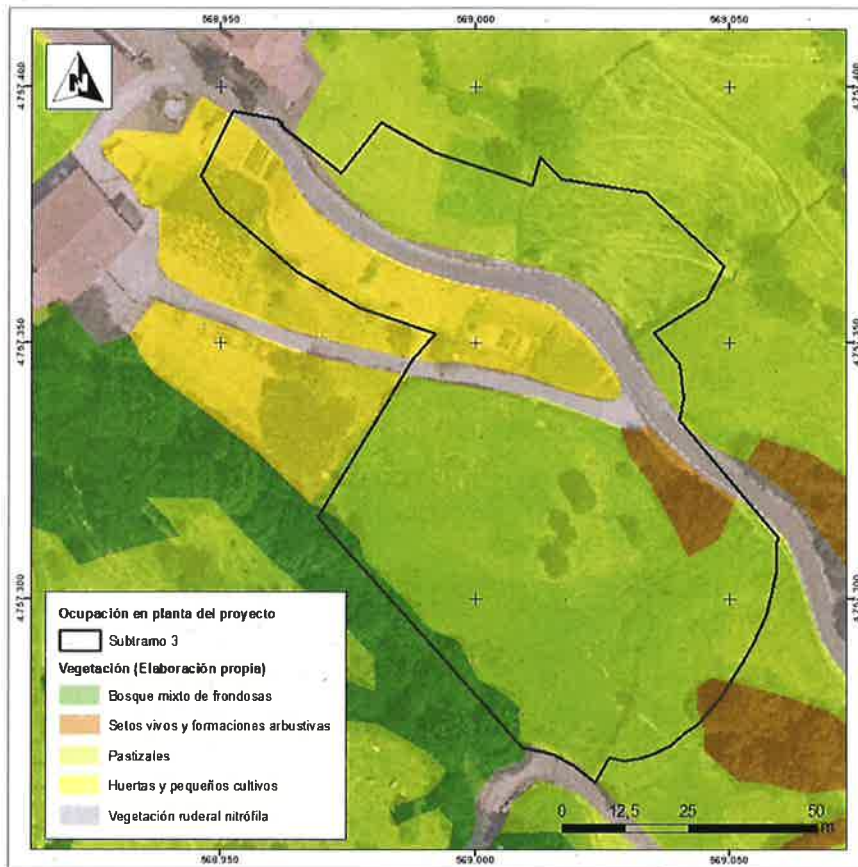 568.950 569.000 569.050
N
4.757.400 4.757.400
4.757.350 4.757.350
4.757.300 4.757.300
Ocupación en planta del proyecto
Subtramo 3
Vegetación (Elaboración propia)
Bosque mixto de frondosas
Setos vivos y formaciones arbustivas
Pastizales
Huertas y pequeños cultivos
Vegetación ruderal nitrófila
0 12,5 25 50
m
568.950 569.000 569.050